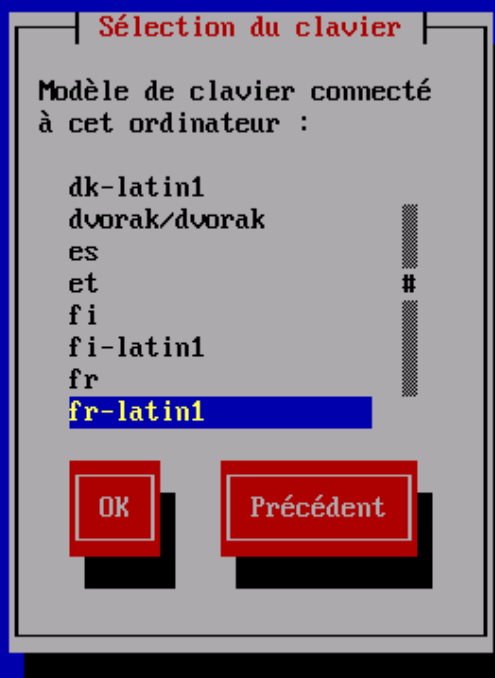 Sélection du clavier
Modèle de clavier connecté
à cet ordinateur :
dk-latin1
dvorak/dvorak
es
et #
fi
fi-latin1
fr
fr-latin1
OK Précédent